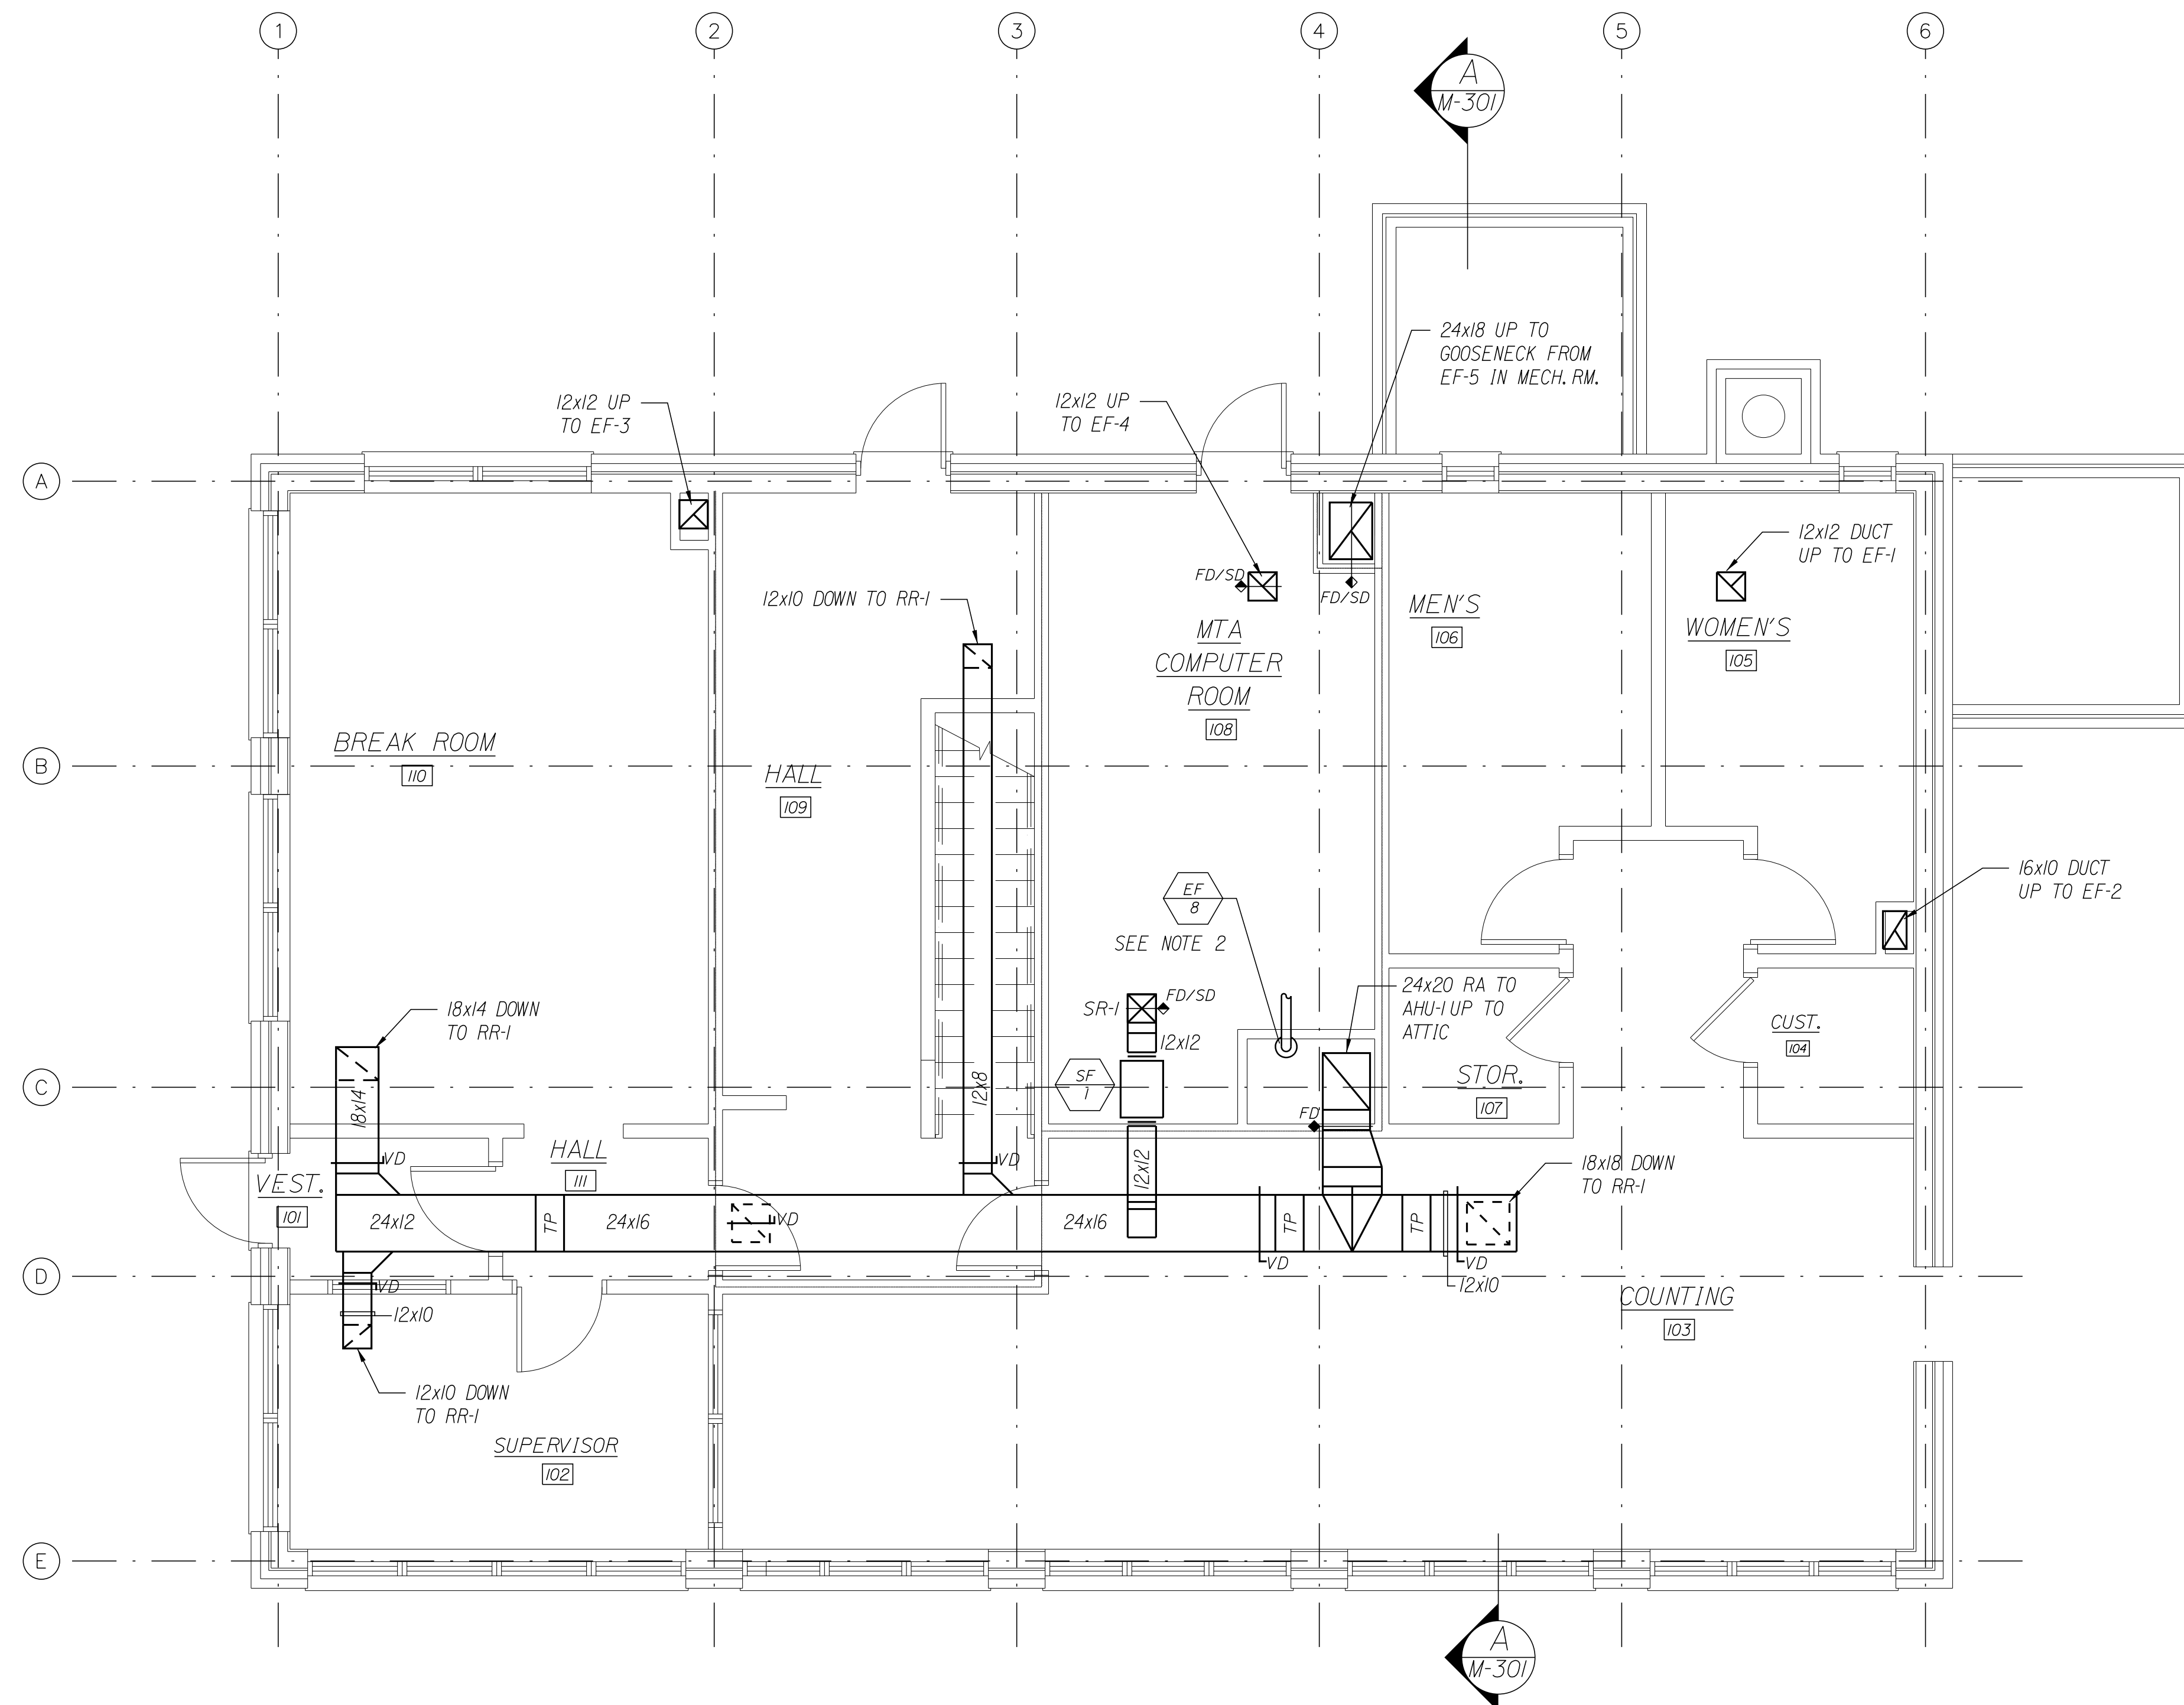 1
2
3
4
5
6
A
M-301
24x18 UP TO
GOOSENECK FROM
EF-5 IN MECH. RM.
12x12 UP
TO EF-3
12x12 UP
TO EF-4
A
12x12 DUCT
UP TO EF-1
FD/SD
FD/SD
12x10 DOWN TO RR-1
MEN'S
106
WOMEN'S
105
MTA
COMPUTER
ROOM
108
BREAK ROOM
110
B
HALL
109
16x10 DUCT
UP TO EF-2
EF
8
SEE NOTE 2
18x14 DOWN
TO RR-1
SR-1
FD/SD
12x12
24x20 RA TO
AHU-1 UP TO
ATTIC
CUST.
104
C
18x14
12x8
SF
1
STOR.
107
FD
HALL
111
VD
VD
12x12
18x18 DOWN
TO RR-1
VEST.
101
24x12
TP
24x16
VD
24x16
TP
TP
VD
VD
D
VD
12x10
12x10
COUNTING
103
12x10 DOWN
TO RR-1
SUPERVISOR
102
E
A
M-301